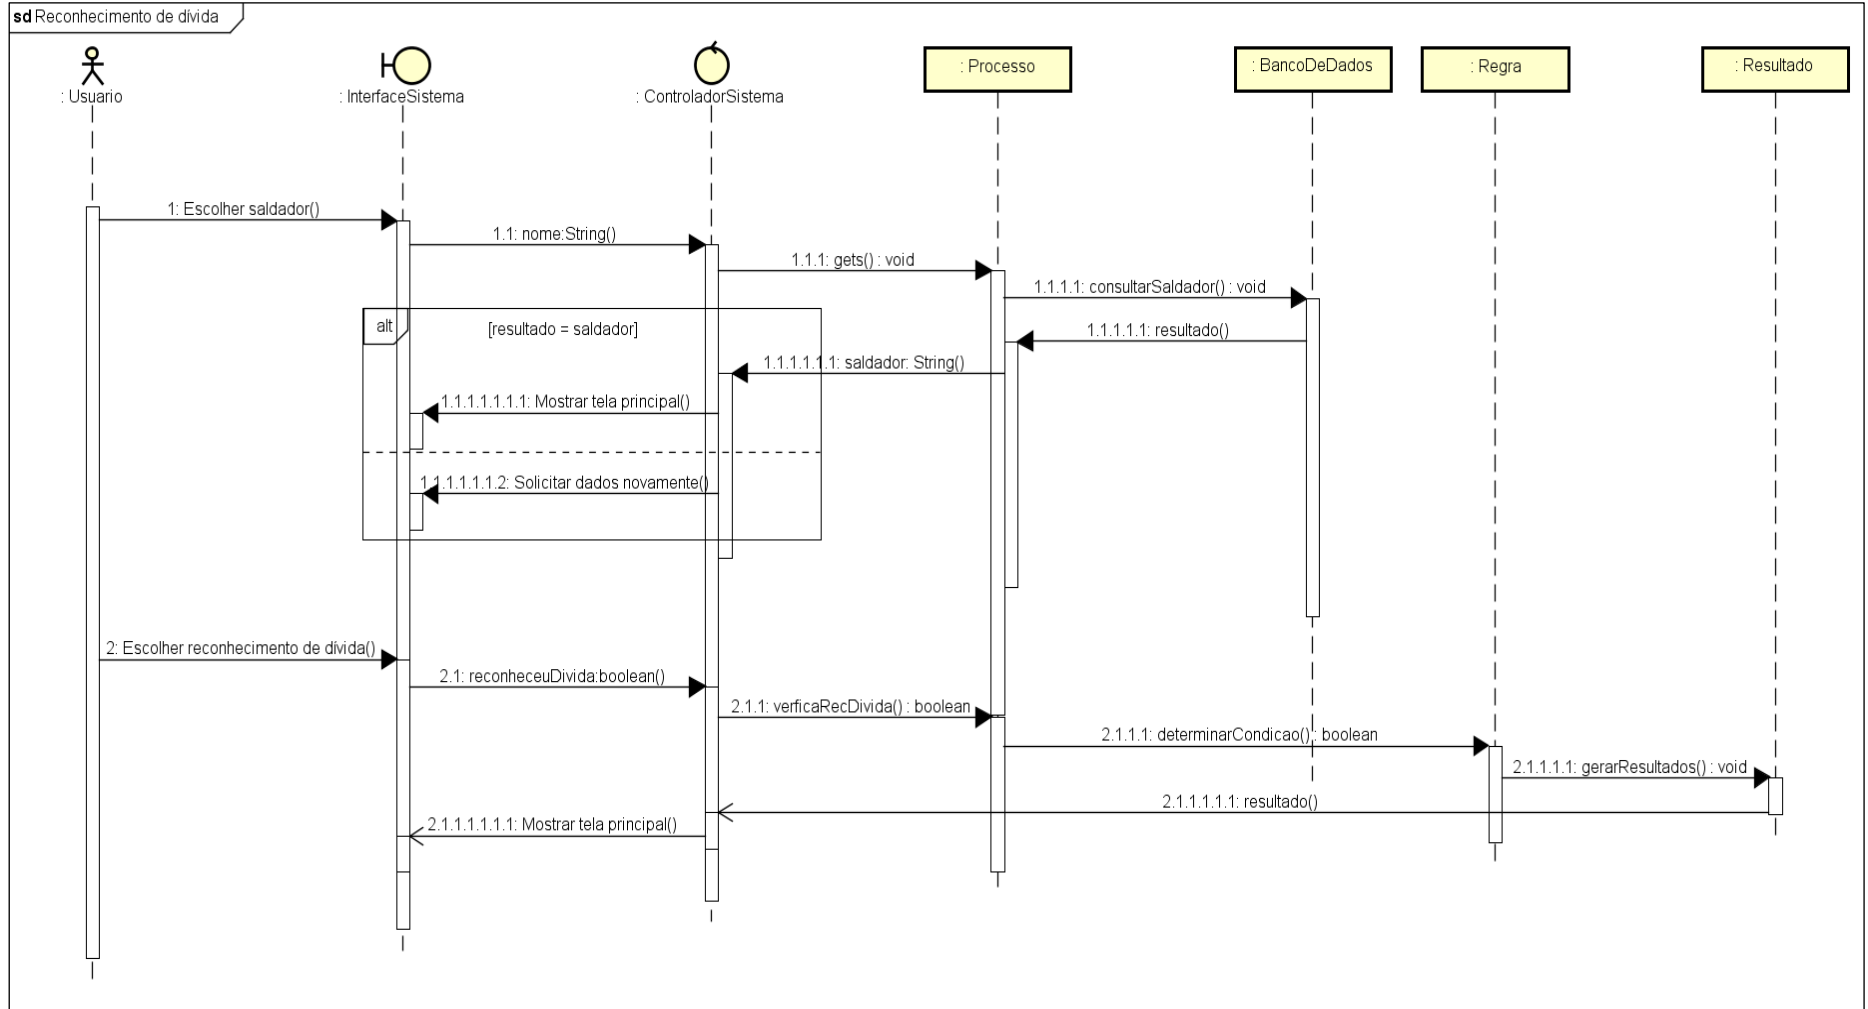 sd Reconhecimento de dívida
: Usuario
: InterfaceSistema
: ControladorSistema
: Processo
: BancoDeDados
: Regra
: Resultado
1: Escolher saldador()
1.1: nome:String()
1.1.1: gets() : void
1.1.1.1: consultarSaldador() : void
alt
[resultado = saldador]
1.1.1.1.1: resultado()
1.1.1.1.1.1: saldador: String()
1.1.1.1.1.1.1: Mostrar tela principal()
1.1.1.1.1.1.2: Solicitar dados novamente()
2: Escolher reconhecimento de dívida()
2.1: reconheceuDivida:boolean()
2.1.1: verficaRecDivida() : boolean
2.1.1.1: determinarCondicao() : boolean
2.1.1.1.1: gerarResultados() : void
2.1.1.1.1.1: resultado()
2.1.1.1.1.1.1: Mostrar tela principal()